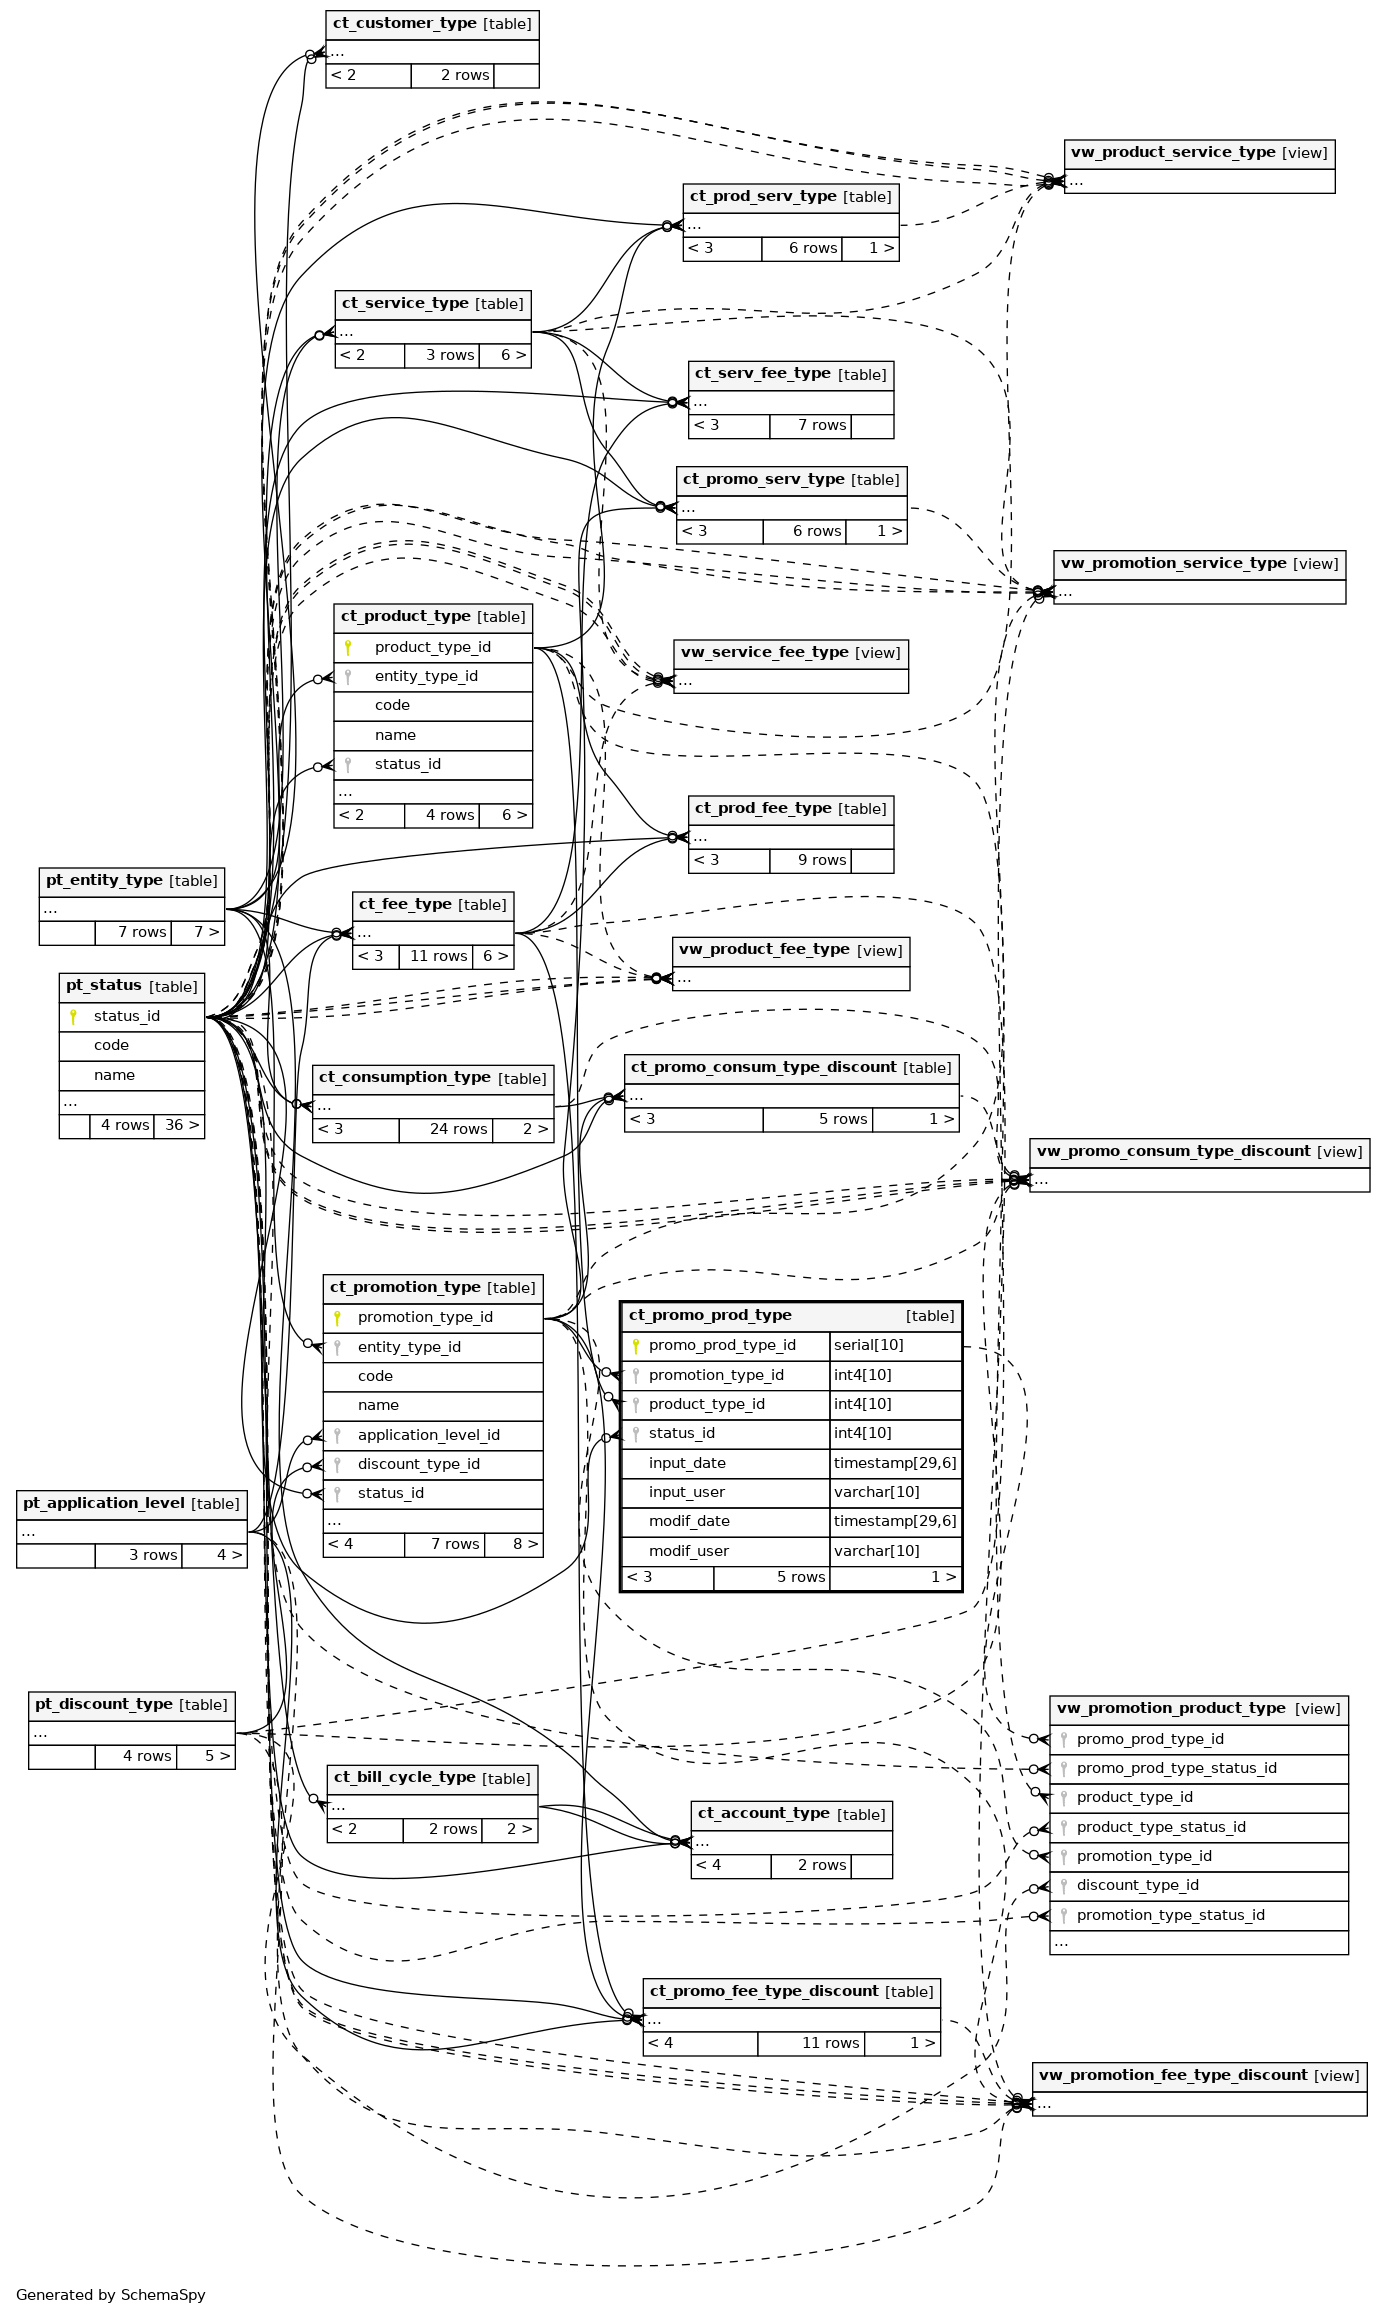 ct_customer_type [table]
...
< 2 2 rows
vw_product_service_type [view]
...
ct_prod_serv_type [table]
...
< 3 6 rows 1 >
ct_service_type [table]
...
< 2 3 rows 6 >
ct_serv_fee_type [table]
...
< 3 7 rows
ct_promo_serv_type [table]
...
< 3 6 rows 1 >
vw_promotion_service_type [view]
...
ct_product_type [table]
product_type_id
entity_type_id
code
name
status_id
...
< 2 4 rows 6 >
vw_service_fee_type [view]
...
ct_prod_fee_type [table]
...
< 3 9 rows
pt_entity_type [table]
...
7 rows 7 >
ct_fee_type [table]
...
< 3 11 rows 6 >
vw_product_fee_type [view]
...
pt_status [table]
status_id
code
name
...
4 rows 36 >
ct_consumption_type [table]
...
< 3 24 rows 2 >
ct_promo_consum_type_discount [table]
...
< 3 5 rows 1 >
vw_promo_consum_type_discount [view]
...
ct_promotion_type [table]
promotion_type_id
entity_type_id
code
name
application_level_id
discount_type_id
status_id
...
< 4 7 rows 8 >
ct_promo_prod_type [table]
promo_prod_type_id serial[10]
promotion_type_id int4[10]
product_type_id int4[10]
status_id int4[10]
input_date timestamp[29,6]
input_user varchar[10]
modif_date timestamp[29,6]
modif_user varchar[10]
< 3 5 rows 1 >
pt_application_level [table]
...
3 rows 4 >
pt_discount_type [table]
...
4 rows 5 >
vw_promotion_product_type [view]
promo_prod_type_id
promo_prod_type_status_id
product_type_id
product_type_status_id
promotion_type_id
discount_type_id
promotion_type_status_id
...
ct_bill_cycle_type [table]
...
< 2 2 rows 2 >
ct_account_type [table]
...
< 4 2 rows
ct_promo_fee_type_discount [table]
...
< 4 11 rows 1 >
vw_promotion_fee_type_discount [view]
...
Generated by SchemaSpy